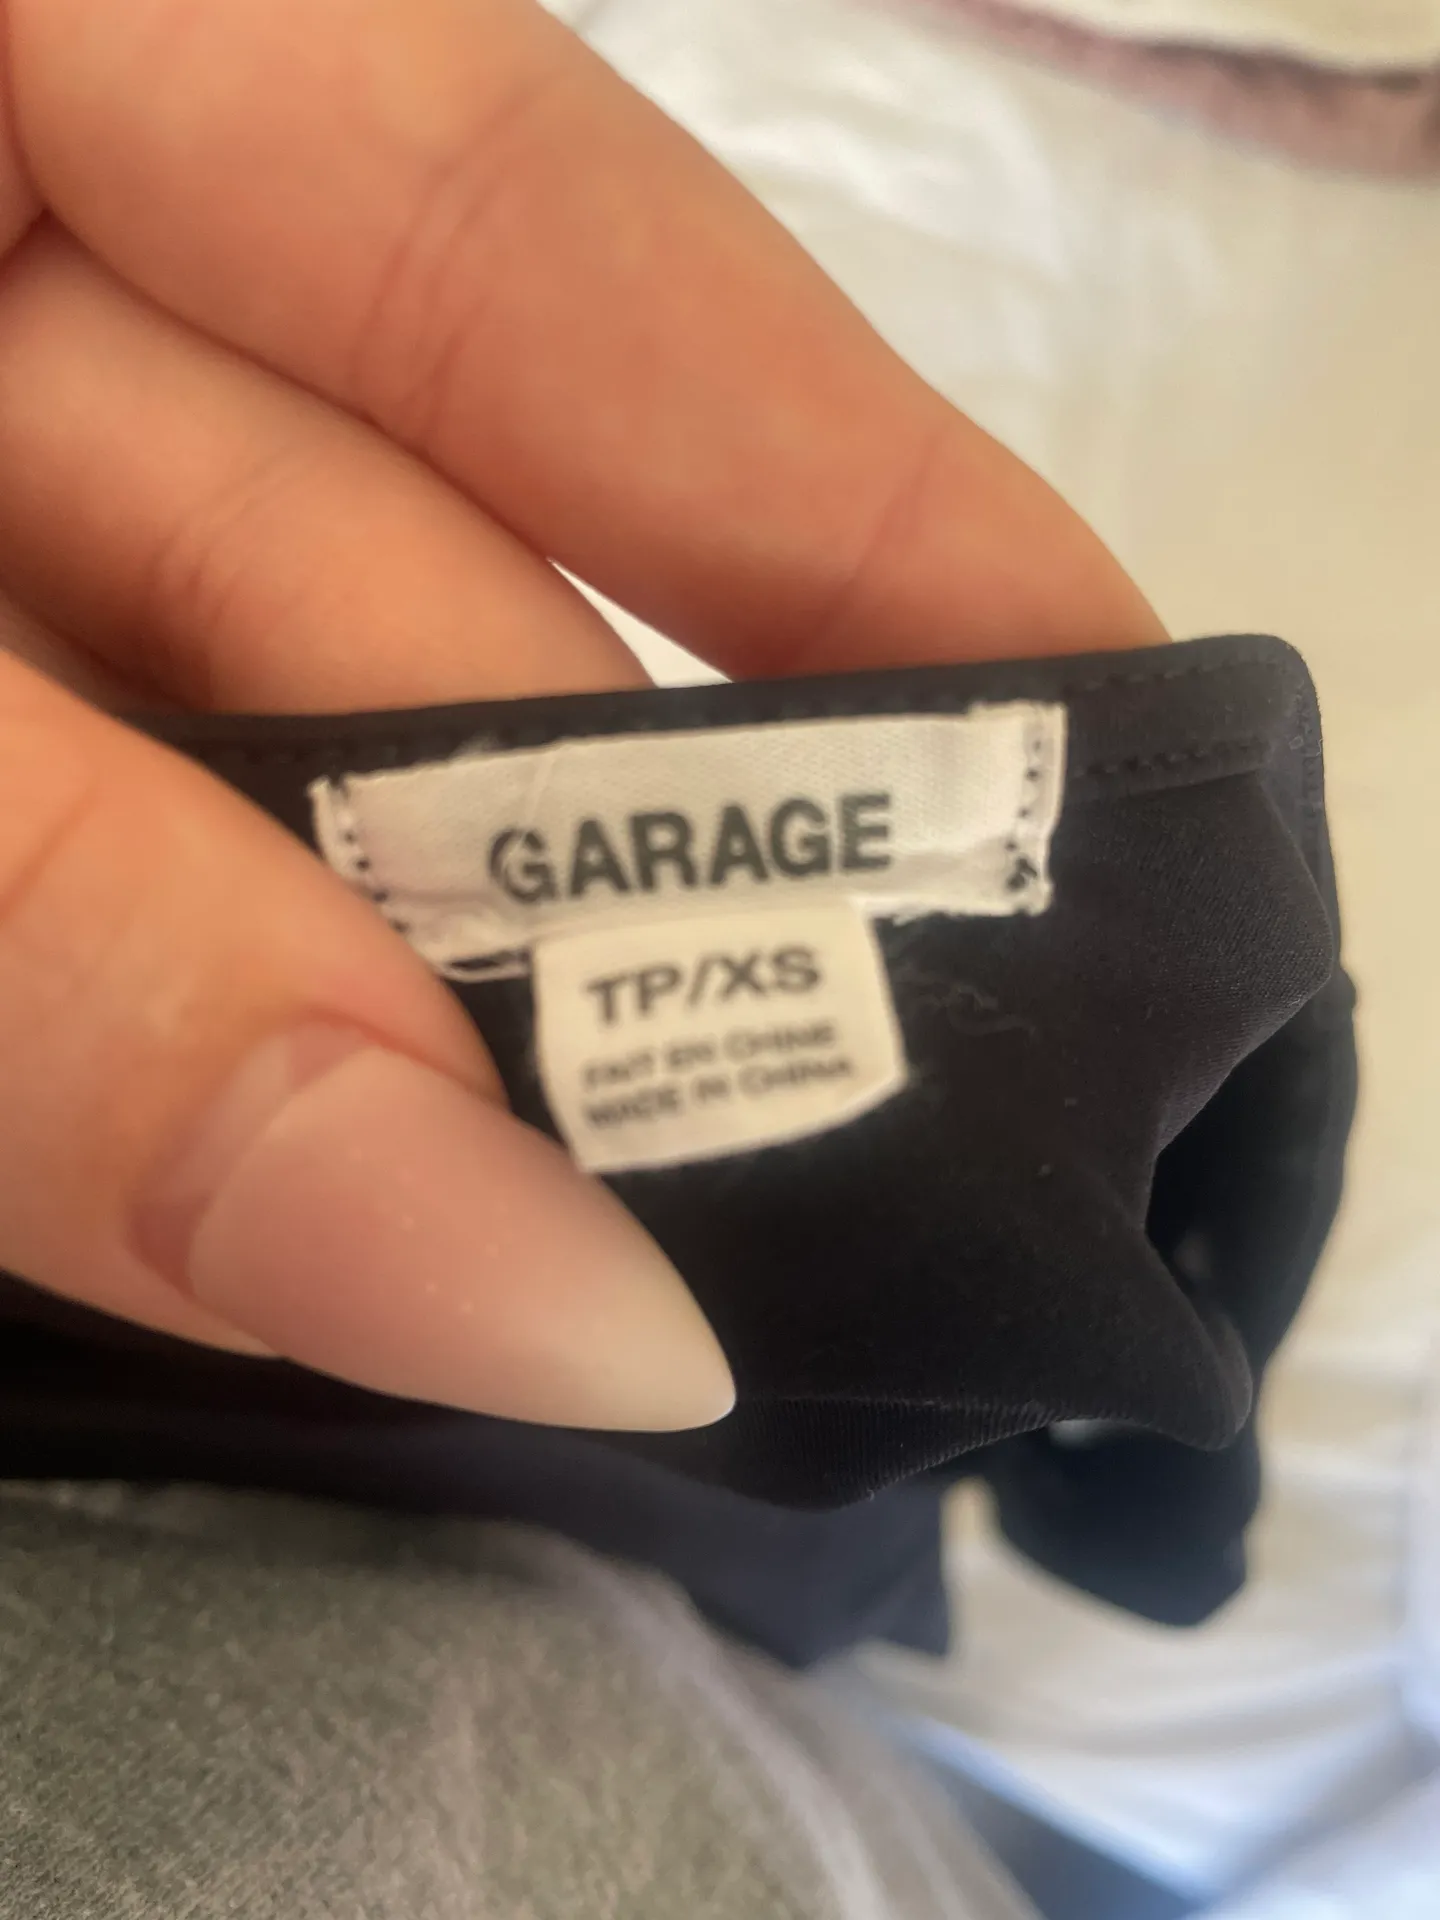 GARAGE
TP/XS
FAIT EN CHINE
MADE IN CHINA